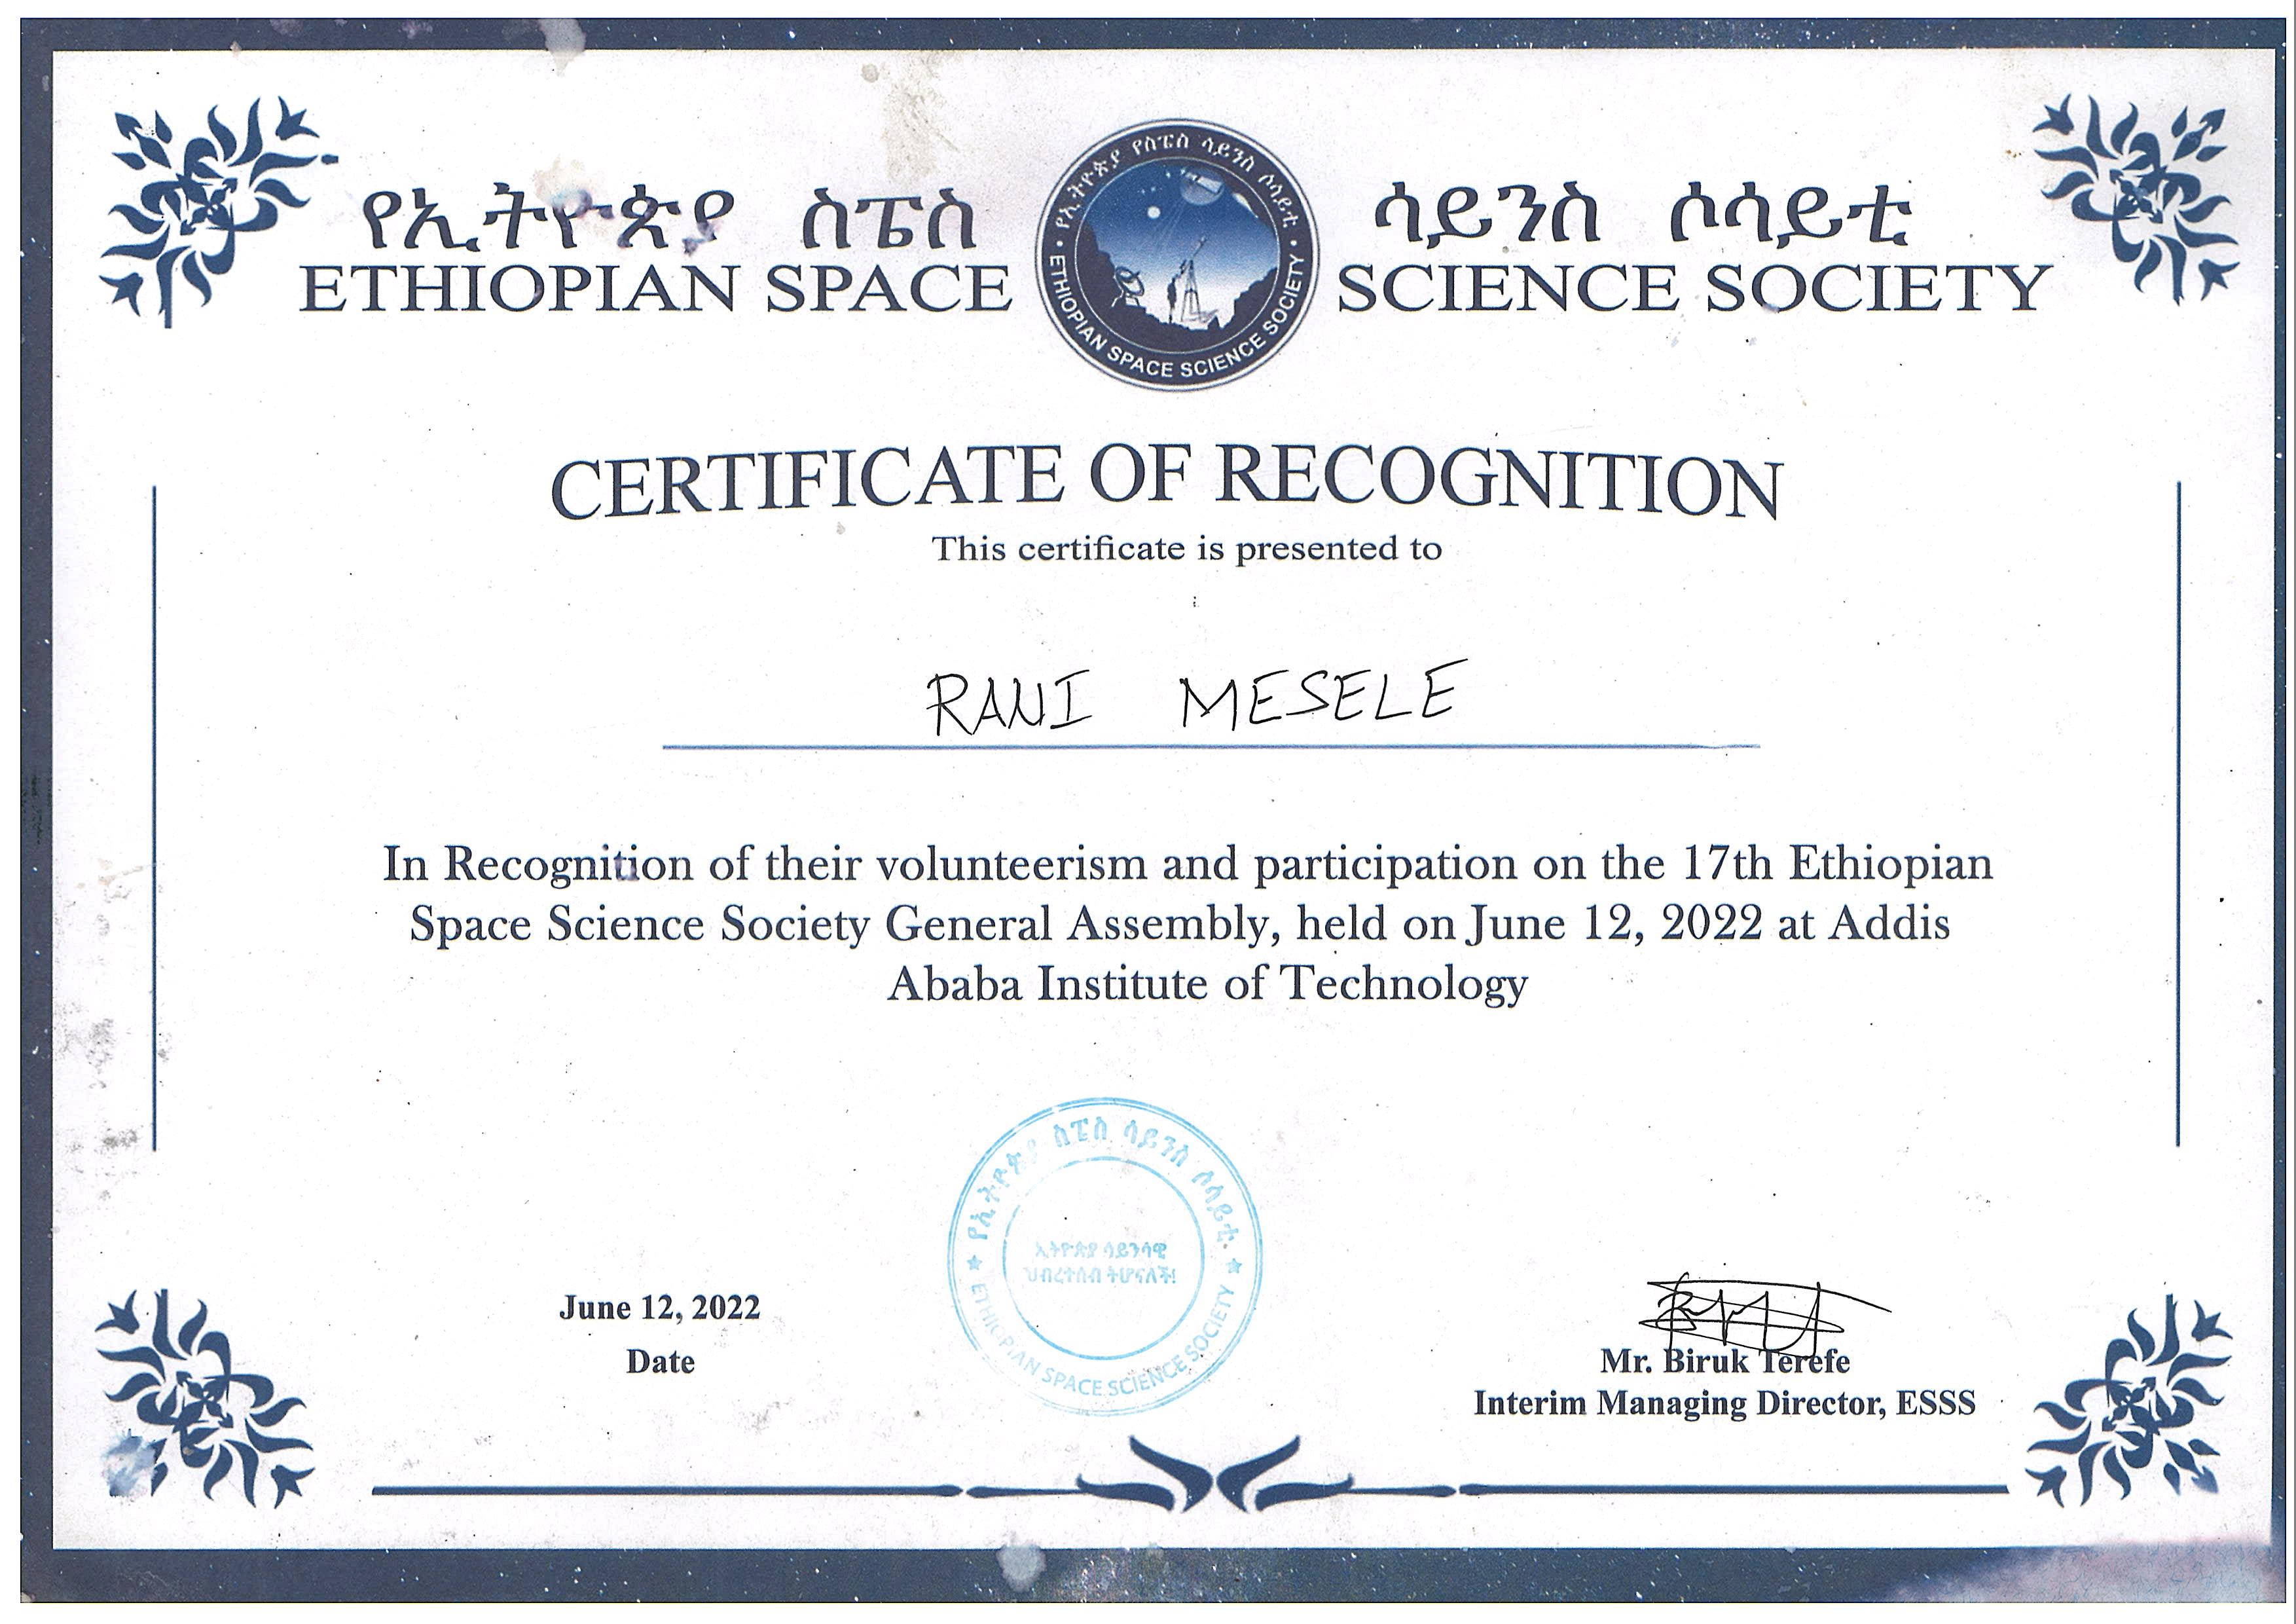 የኢትዮጵያ ስፔስ ሳይንስ ሶሳይቲ
ETHIOPIAN SPACE SCIENCE SOCIETY
የኢትዮጵያ የስፔስ ሳይንስ ሶሳይቲ
ETHIOPIAN SPACE SCIENCE SOCIETY
CERTIFICATE OF RECOGNITION
This certificate is presented to
RANI MESELE
In Recognition of their volunteerism and participation on the 17th Ethiopian
Space Science Society General Assembly, held on June 12, 2022 at Addis
Ababa Institute of Technology
የኢትዮጵያ ስፔስ ሳይንስ ሶሳይቲ
ኢትዮጵያ ሳይንሳዊ
ህብረተሰብ ትሆናለች!
ETHIOPIAN SPACE SCIENCE SOCIETY
June 12, 2022
Date
Mr. Biruk Terefe
Interim Managing Director, ESSS